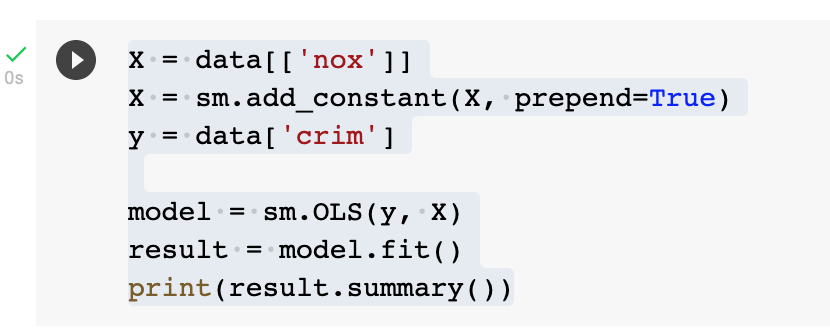 X = data[['nox']]
X = sm.add_constant(X, prepend=True)
y = data['crim']
model = sm.OLS(y, X)
result = model.fit()
print(result.summary())
0s